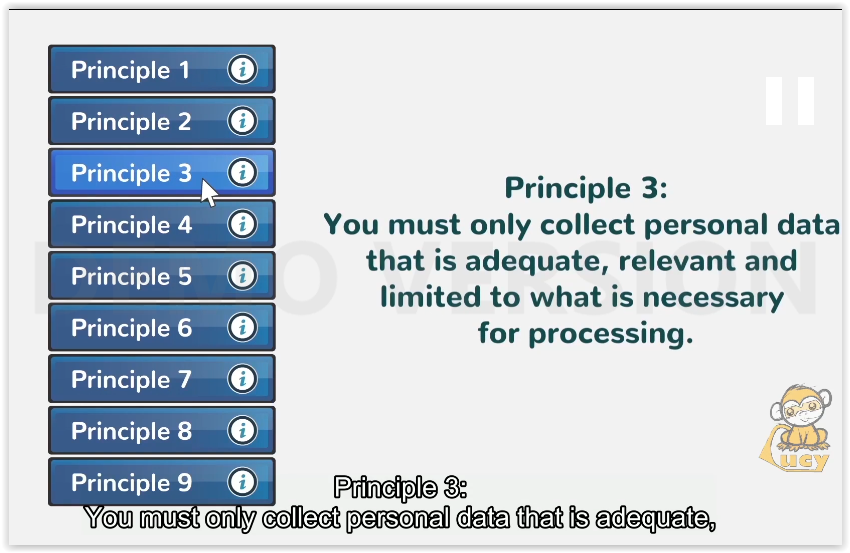 Principle 1
Principle 2
Principle 3
Principle 4
Principle 5
Principle 6
Principle 7
Principle 8
Principle 9
Principle 3:
You must only collect personal data
that is adequate, relevant and
limited to what is necessary
for processing.
VERSION
ucy
Principle 3:
You must only collect personal data that is adequate,